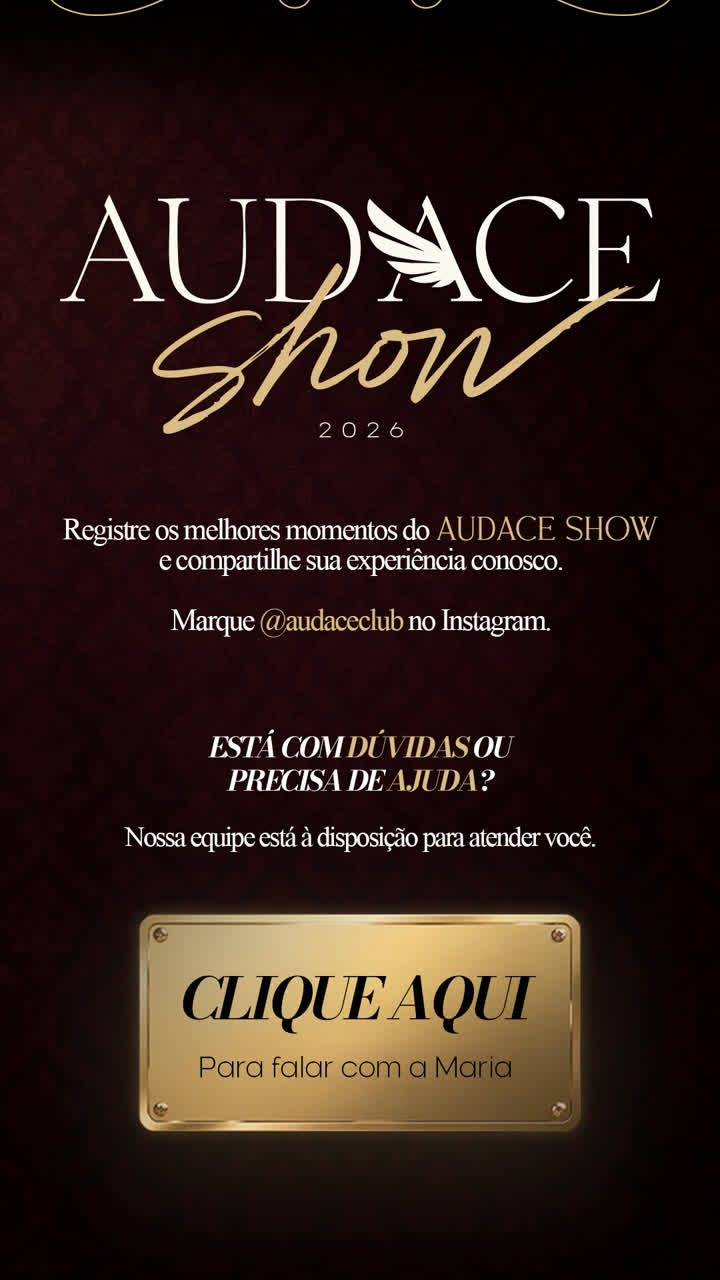 AUDACE
Show
2026
Registre os melhores momentos do AUDACE SHOW
e compartilhe sua experiência conosco.
Marque @audaceclub no Instagram.
ESTÁ COM DÚVIDAS OU
PRECISA DE AJUDA?
Nossa equipe está à disposição para atender você.
CLIQUE AQUI
Para falar com a Maria